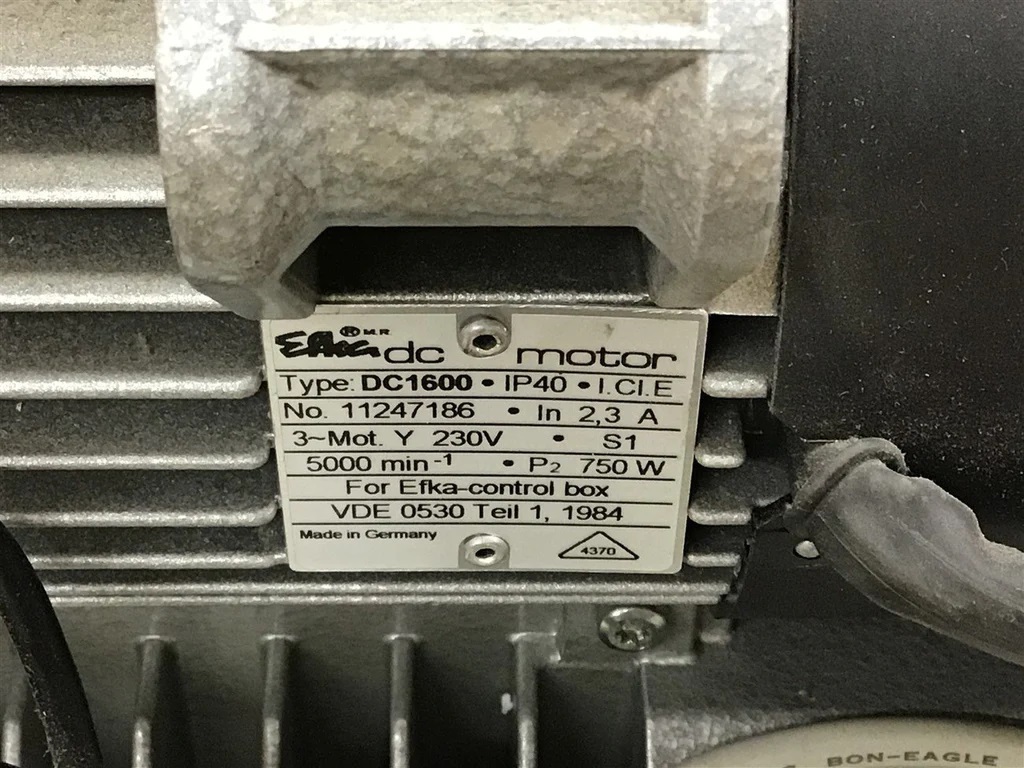 Efka ® M.R. dc motor
Type: DC1600 • IP40 • I.Cl.E
No. 11247186 • In 2,3 A
3~Mot. Y 230V • S1
5000 min-1 • P2 750 W
For Efka-control box
VDE 0530 Teil 1, 1984
Made in Germany
4370
BON-EAGLE